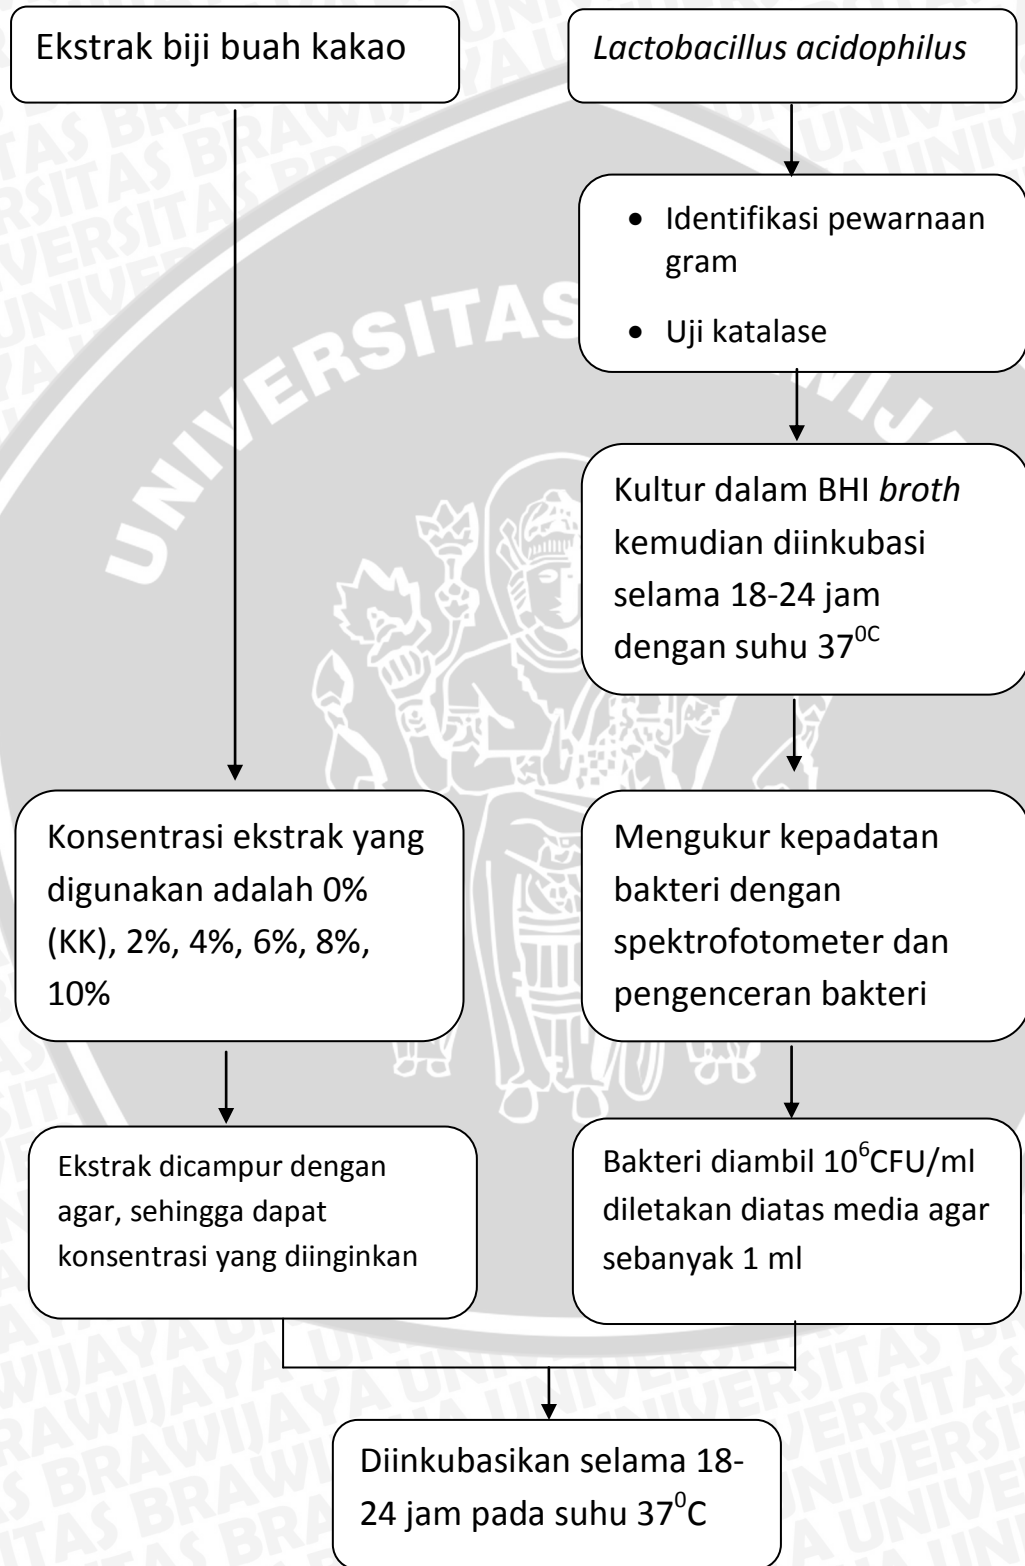 Ekstrak biji buah kakao
Lactobacillus acidophilus
• Identifikasi pewarnaan
gram
• Uji katalase
Kultur dalam BHI broth
kemudian diinkubasi
selama 18-24 jam
dengan suhu 37⁰ᶜ
Konsentrasi ekstrak yang
digunakan adalah 0%
(KK), 2%, 4%, 6%, 8%,
10%
Mengukur kepadatan
bakteri dengan
spektrofotometer dan
pengenceran bakteri
Ekstrak dicampur dengan
agar, sehingga dapat
konsentrasi yang diinginkan
Bakteri diambil 10⁶CFU/ml
diletakan diatas media agar
sebanyak 1 ml
Diinkubasikan selama 18-
24 jam pada suhu 37⁰C